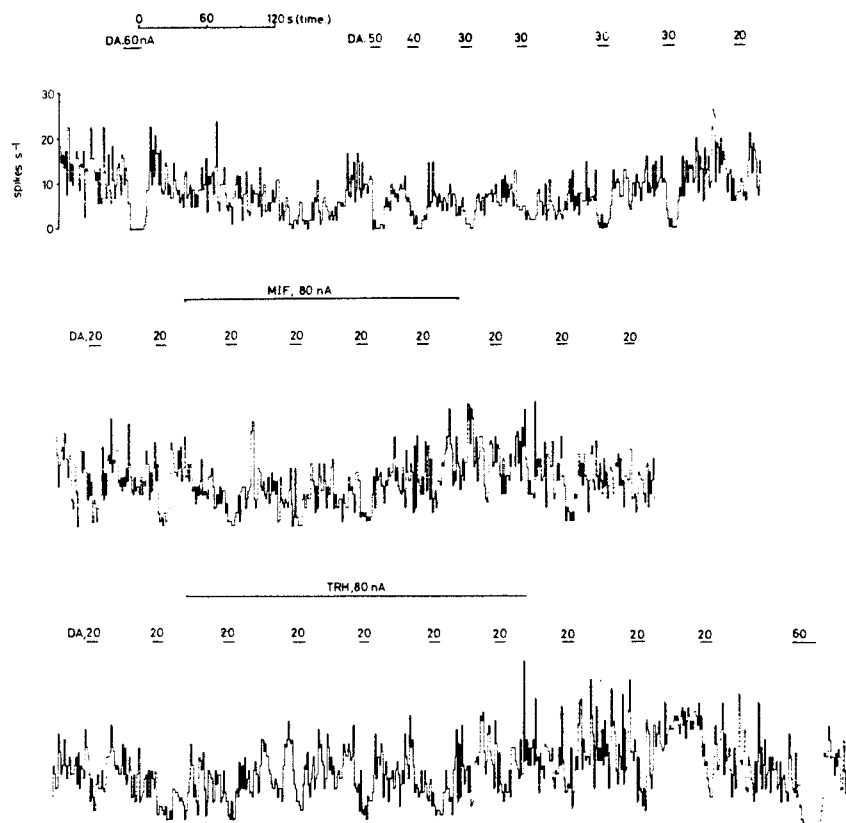 0 60 120 s (time)
DA, 60 nA DA, 50 40 30 30 30 30 20
30
20
10
0
spikes s⁻¹
MIF, 80 nA
DA, 20 20 20 20 20 20 20 20 20
TRH, 80 nA
DA, 20 20 20 20 20 20 20 20 20 20 60